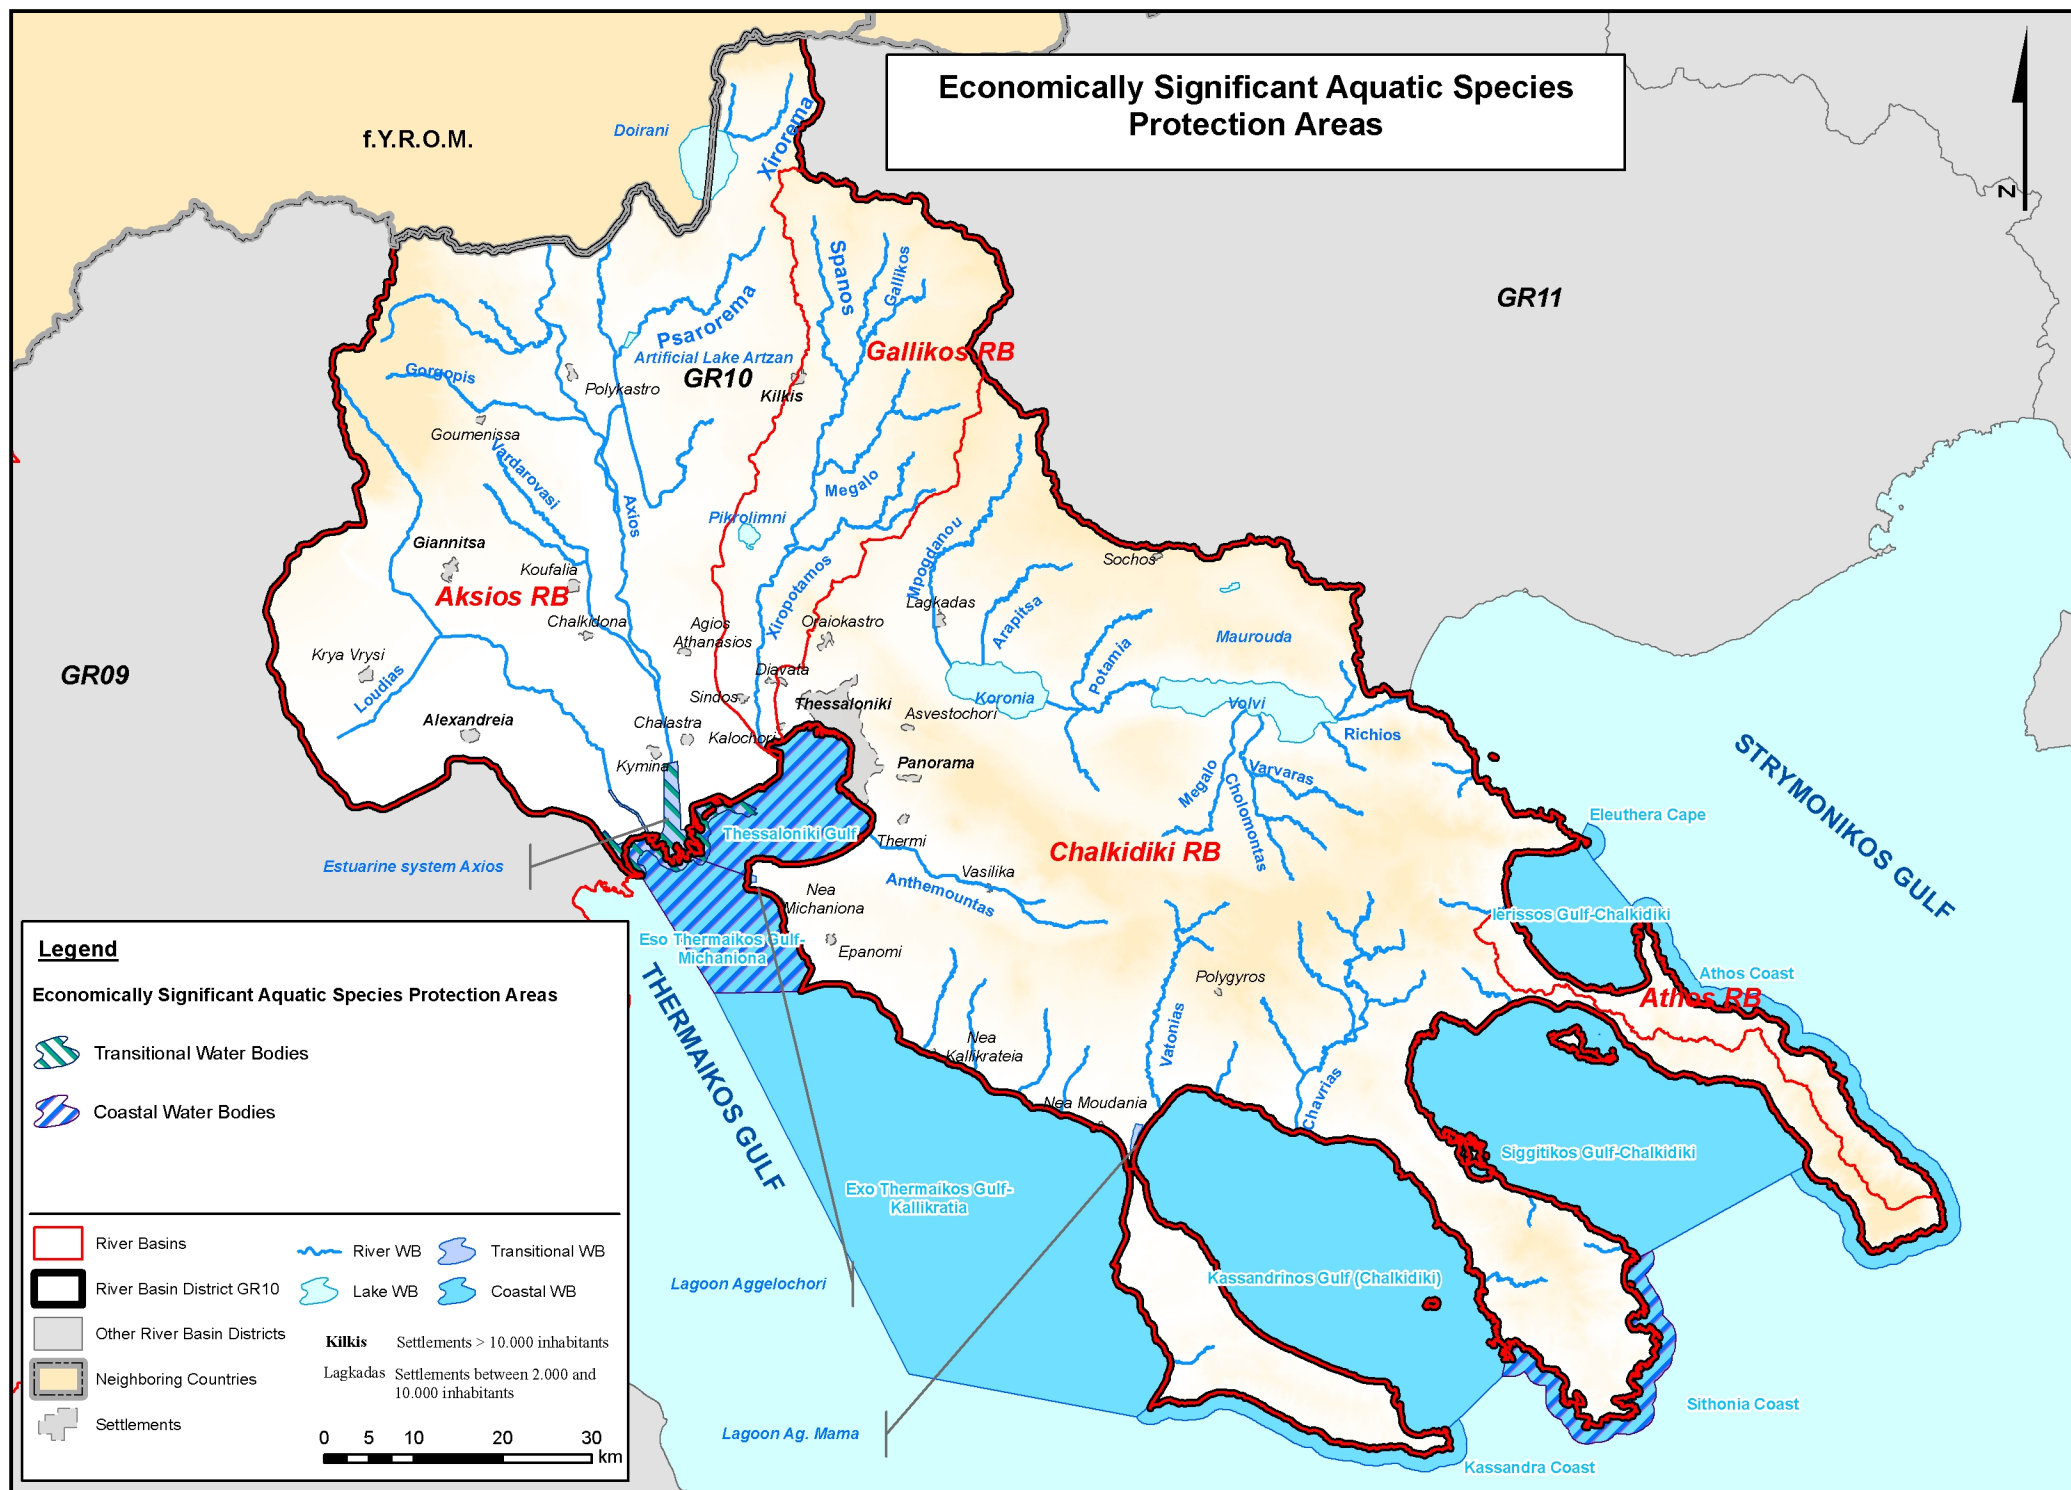 Economically Significant Aquatic Species
Protection Areas
f.Y.R.O.M.
Doirani
Xirorema
N
GR11
Spanos
Gallikos
Psarorema
Artificial Lake Artzan
Gallikos RB
GR10
Gorgopis
Polykastro
Kilkis
Goumenissa
Vardarovasi
Axios
Megalo
Pikrolimni
Giannitsa
Koufalia
Aksios RB
Mpogdanou
Sochos
Xiropotamos
Lagkadas
Arapitsa
Chalkidona
Agios
Athanasios
Oraiokastro
Maurouda
Potamia
GR09
Krya Vrysi
Loudias
Diavata
Sindos
Thessaloniki
Koronia
Volvi
Alexandreia
Chalastra
Kalochori
Asvestochori
Richios
Kymina
Panorama
Megalo
Varvaras
Cholomontas
STRYMONIKOS GULF
Eleuthera Cape
Thessaloniki Gulf
Thermi
Chalkidiki RB
Estuarine system Axios
Vasilika
Anthemountas
Nea
Michaniona
Ierissos Gulf-Chalkidiki
Eso Thermaikos Gulf-
Michaniona
Epanomi
Polygyros
Athos Coast
Athos RB
THERMAIKOS GULF
Nea
Kallikrateia
Vatonias
Nea Moudania
Chavrias
Siggitikos Gulf-Chalkidiki
Exo Thermaikos Gulf-
Kallikratia
Lagoon Aggelochori
Kassandrinos Gulf (Chalkidiki)
Lagoon Ag. Mama
Sithonia Coast
Kassandra Coast
Legend
Economically Significant Aquatic Species Protection Areas
Transitional Water Bodies
Coastal Water Bodies
River Basins
River Basin District GR10
Other River Basin Districts
Neighboring Countries
Settlements
River WB
Transitional WB
Lake WB
Coastal WB
Kilkis Settlements > 10.000 inhabitants
Lagkadas Settlements between 2.000 and
10.000 inhabitants
0 5 10 20 30
km